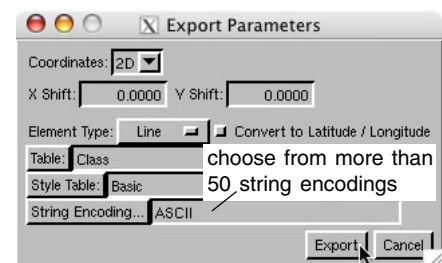 Export Parameters
Coordinates: 2D
X Shift: 0.0000 Y Shift: 0.0000
Element Type: Line Convert to Latitude / Longitude
Table: Class
Style Table: Basic
String Encoding... ASCII
choose from more than
50 string encodings
Export Cancel